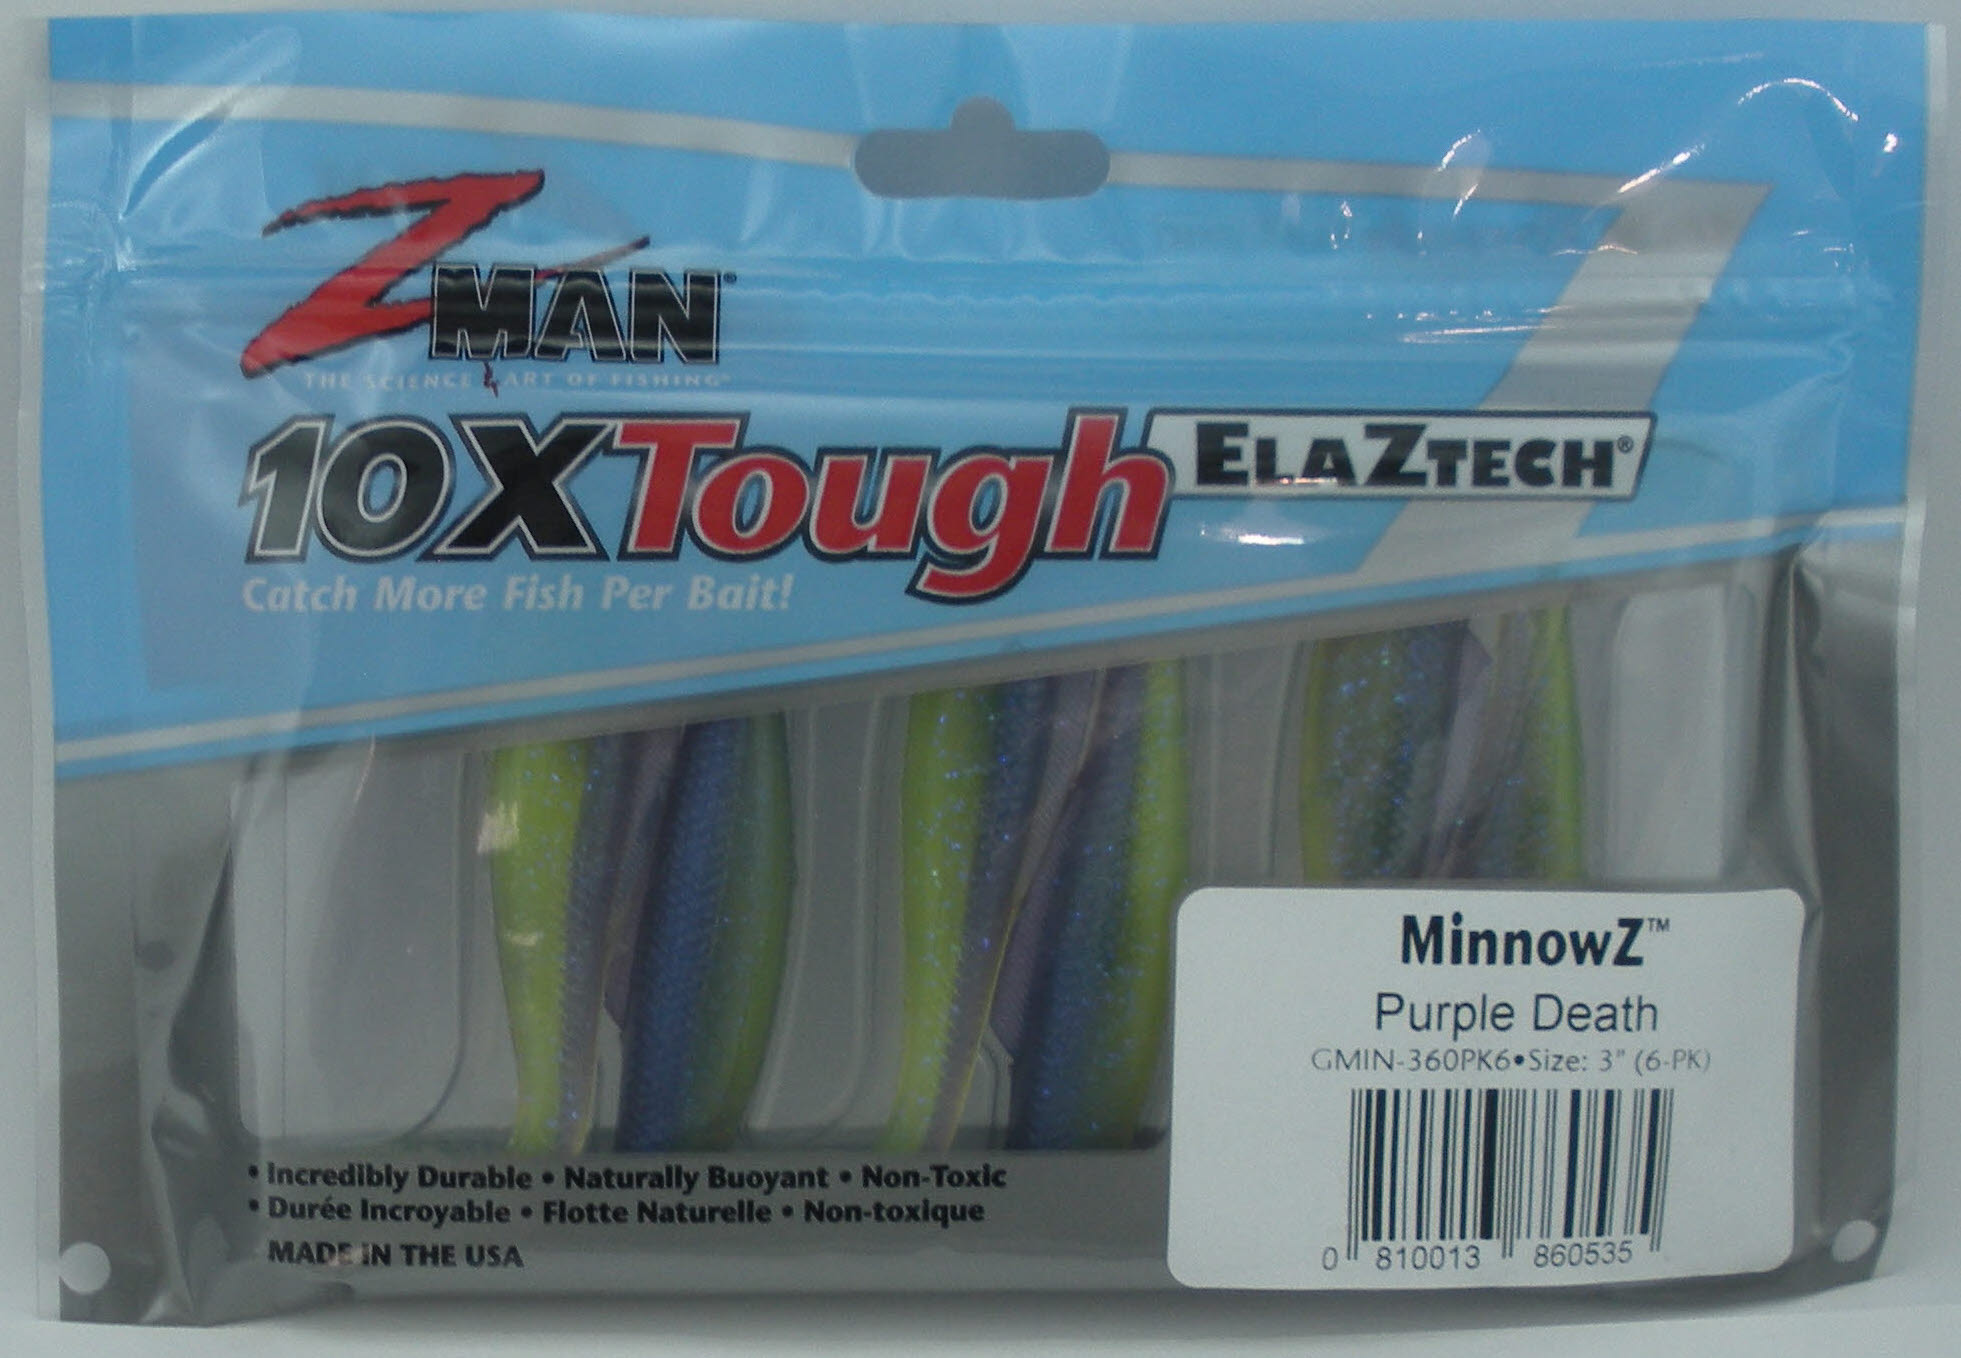 ZMAN®
THE SCIENCE & ART OF FISHING®
10X Tough ELAZTECH®
Catch More Fish Per Bait!
MinnowZ™
Purple Death
GMIN-360PK6•Size: 3" (6-PK)
0 810013 860535
• Incredibly Durable • Naturally Buoyant • Non-Toxic
• Durée Incroyable • Flotte Naturelle • Non-toxique
MADE IN THE USA